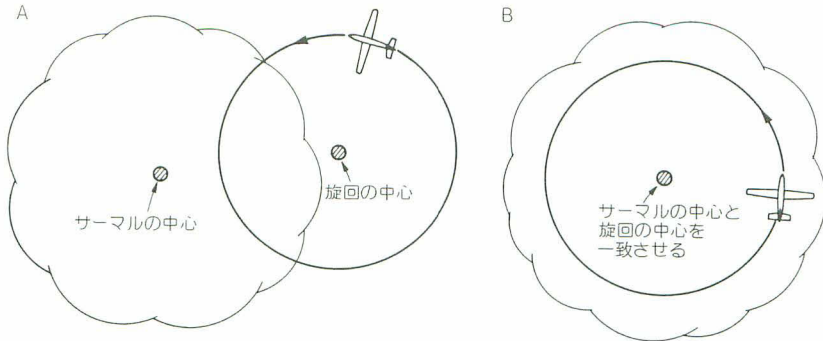 A
サーマルの中心
旋回の中心
B
サーマルの中心と
旋回の中心を
一致させる